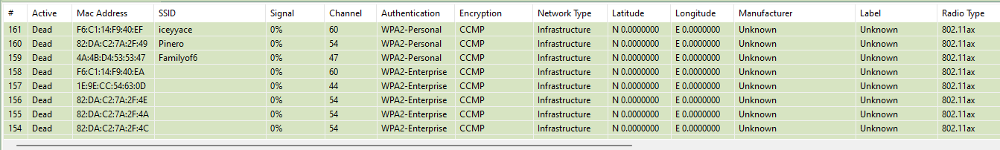 # Active Mac Address SSID Signal Channel Authentication Encryption Network Type Latitude Longitude Manufacturer Label Radio Type
161 Dead F6:C1:14:F9:40:EF iceyyace 0% 60 WPA2-Personal CCMP Infrastructure N 0.0000000 E 0.0000000 Unknown Unknown 802.11ax
160 Dead 82:DA:C2:7A:2F:49 Pinero 0% 54 WPA2-Personal CCMP Infrastructure N 0.0000000 E 0.0000000 Unknown Unknown 802.11ax
159 Dead 4A:4B:D4:53:53:47 Familyof6 0% 47 WPA2-Personal CCMP Infrastructure N 0.0000000 E 0.0000000 Unknown Unknown 802.11ax
158 Dead F6:C1:14:F9:40:EA 0% 60 WPA2-Enterprise CCMP Infrastructure N 0.0000000 E 0.0000000 Unknown Unknown 802.11ax
157 Dead 1E:9E:CC:54:63:0D 0% 44 WPA2-Enterprise CCMP Infrastructure N 0.0000000 E 0.0000000 Unknown Unknown 802.11ax
156 Dead 82:DA:C2:7A:2F:4E 0% 54 WPA2-Enterprise CCMP Infrastructure N 0.0000000 E 0.0000000 Unknown Unknown 802.11ax
155 Dead 82:DA:C2:7A:2F:4A 0% 54 WPA2-Enterprise CCMP Infrastructure N 0.0000000 E 0.0000000 Unknown Unknown 802.11ax
154 Dead 82:DA:C2:7A:2F:4C 0% 54 WPA2-Enterprise CCMP Infrastructure N 0.0000000 E 0.0000000 Unknown Unknown 802.11ax